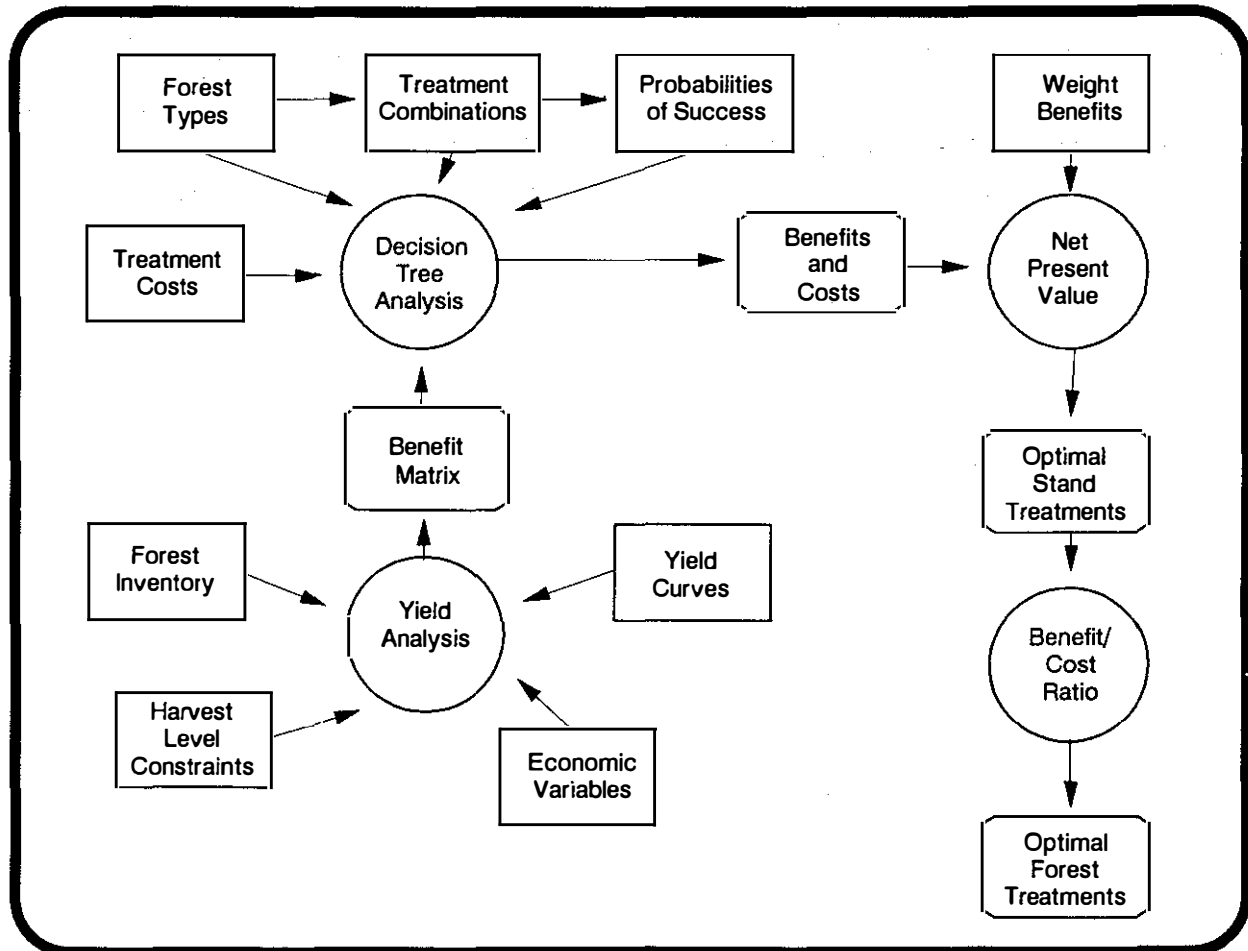 Forest
Types
Treatment
Combinations
Probabilities
of Success
Weight
Benefits
Treatment
Costs
Decision
Tree
Analysis
Benefits
and
Costs
Net
Present
Value
Benefit
Matrix
Optimal
Stand
Treatments
Forest
Inventory
Yield
Analysis
Yield
Curves
Benefit/
Cost
Ratio
Harvest
Level
Constraints
Economic
Variables
Optimal
Forest
Treatments